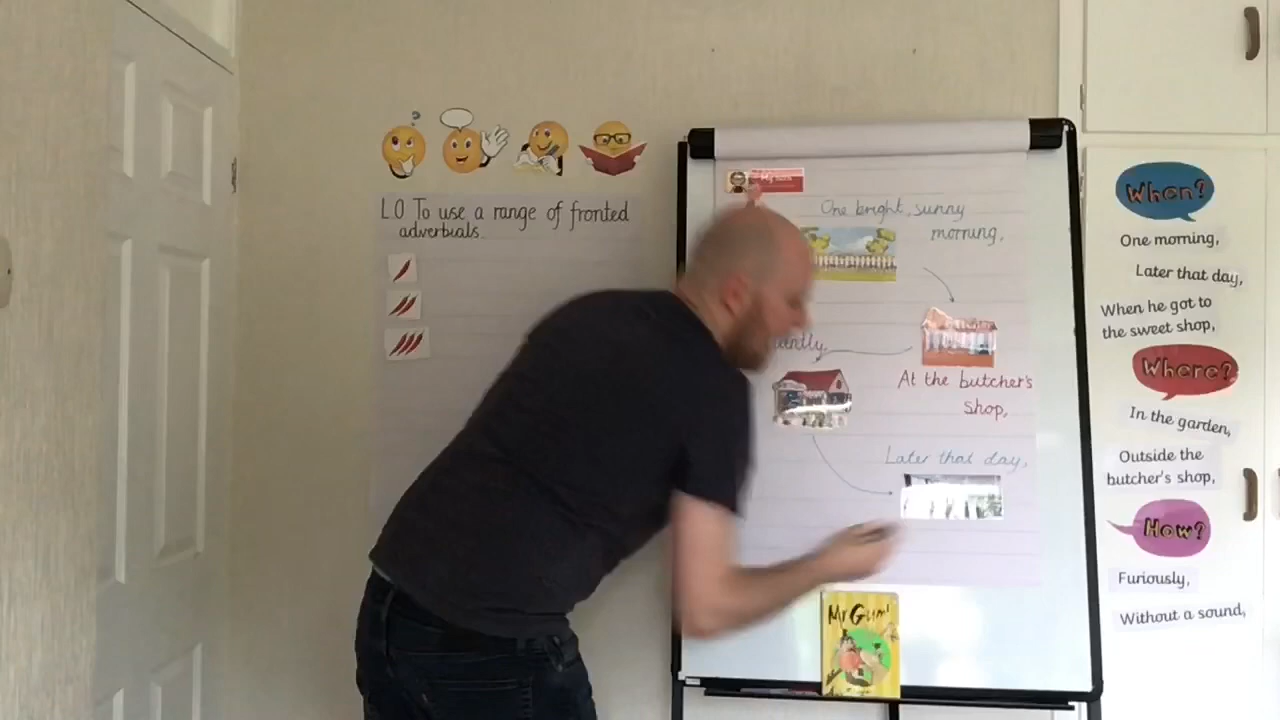 ?
L.O To use a range of fronted
adverbials.
One bright, sunny
morning,
At the butcher's
shop,
Later that day,
Mr Gum!
When?
One morning,
Later that day,
When he got to
the sweet shop,
Where?
In the garden,
Outside the
butcher's shop,
How?
Furiously,
Without a sound,